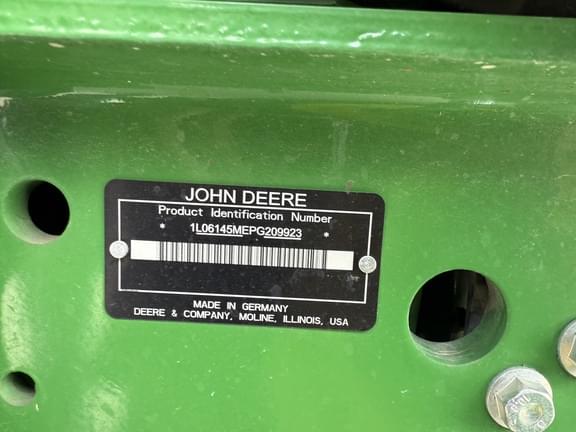 JOHN DEERE
Product Identification Number
* 1L06145MEPG209923 *
MADE IN GERMANY
DEERE & COMPANY, MOLINE, ILLINOIS, USA